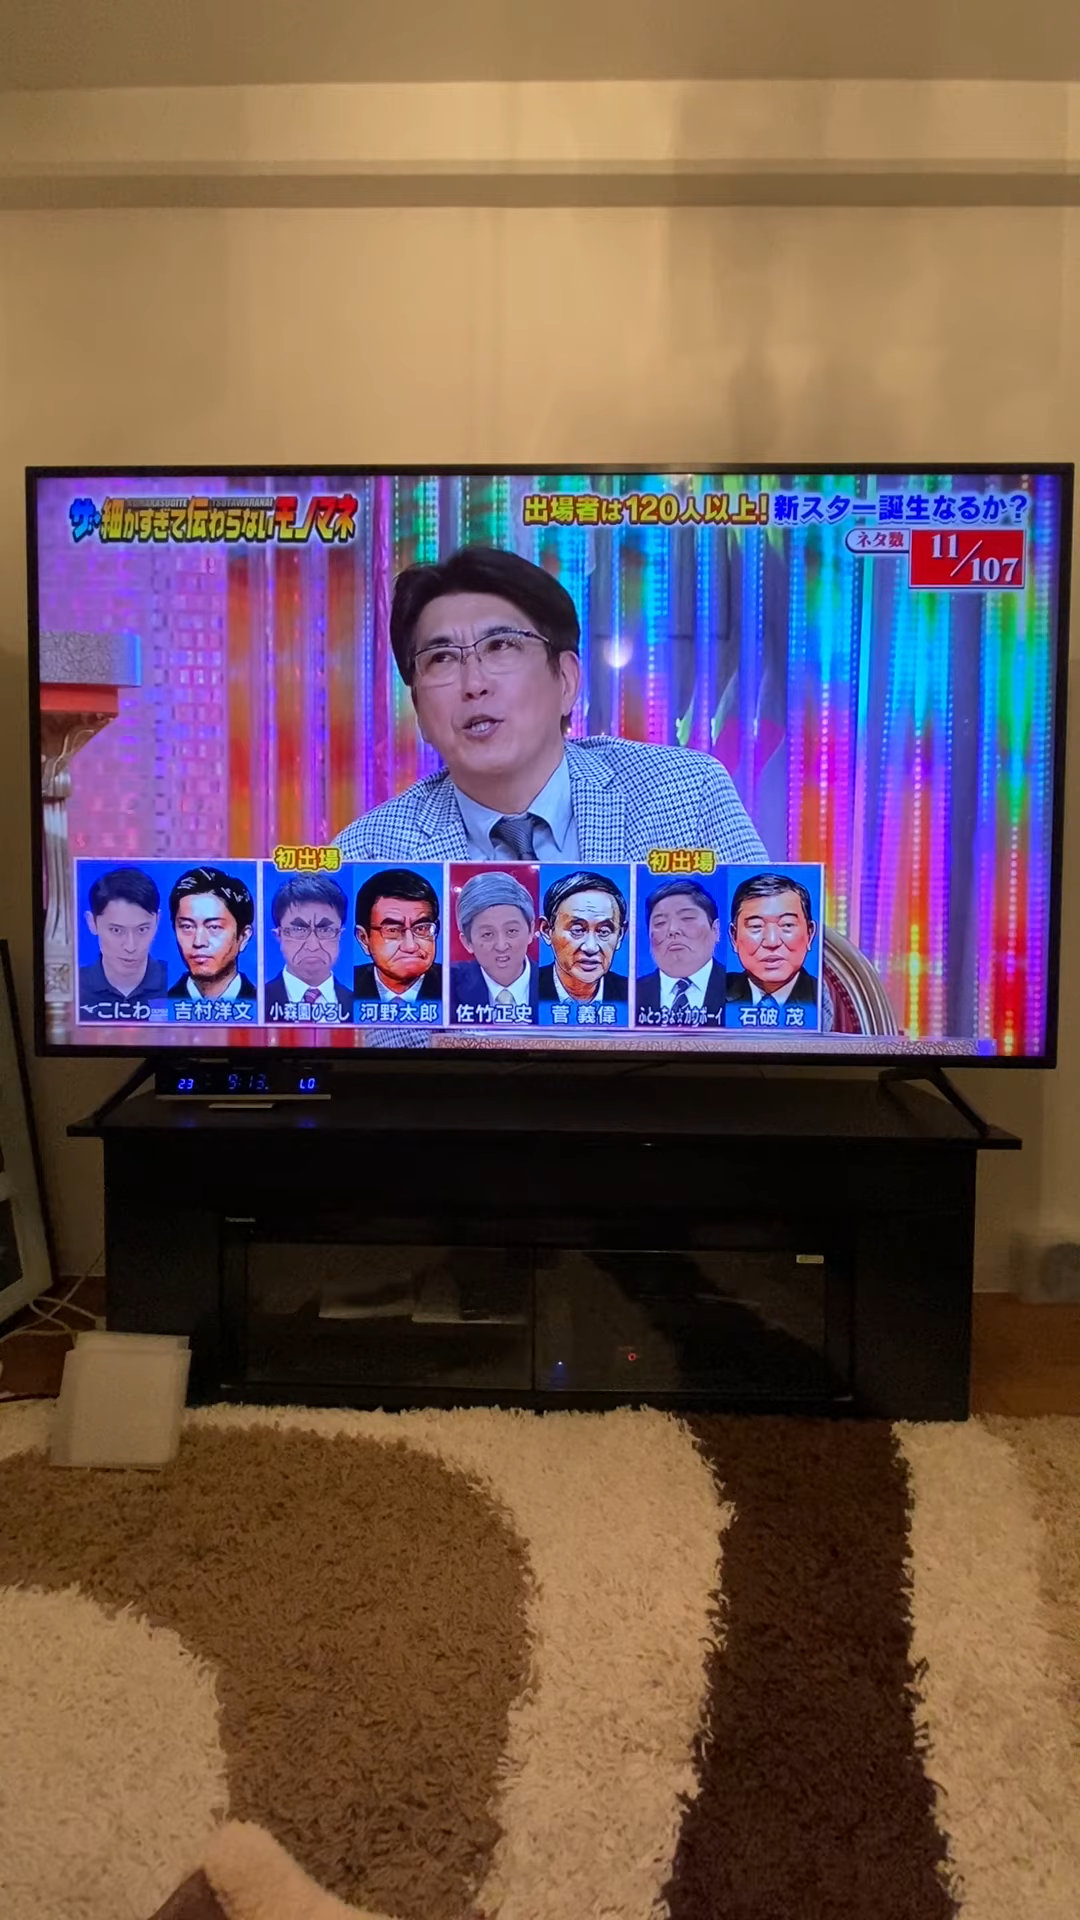 ザ・細かすぎて伝わらないモノマネ
KOMAKASUGITE TSUTAWARANAI
出場者は120人以上!新スター誕生なるか?
ネタ数 11/107
初出場 初出場
こにわ 吉村洋文 小森園ひろし 河野太郎 佐竹正史 菅 義偉 ふとっちょ☆カウボーイ 石破 茂
23 9:13 LO
Panasonic